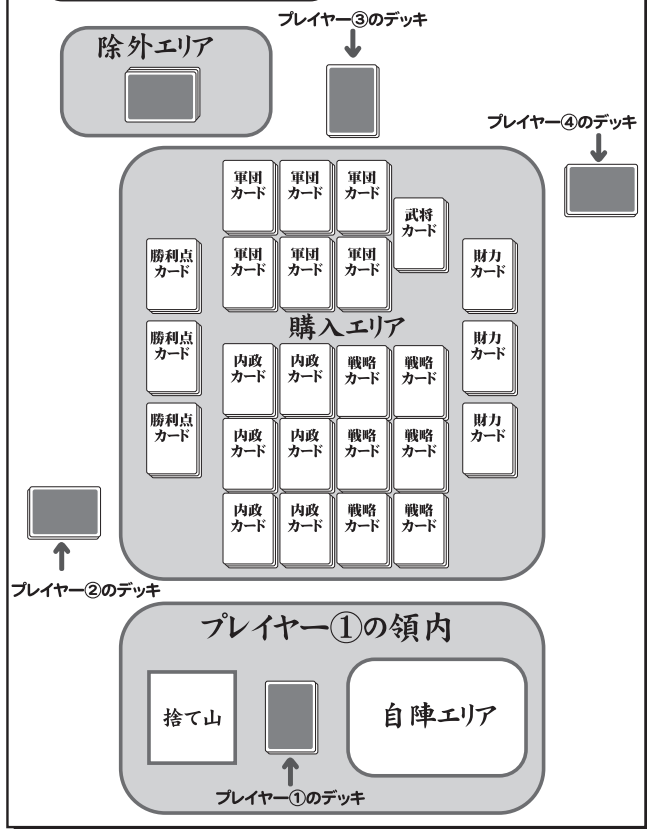 プレイヤー③のデッキ
除外エリア
プレイヤー④のデッキ
軍団
カード
軍団
カード
軍団
カード
武将
カード
勝利点
カード
軍団
カード
軍団
カード
軍団
カード
財力
カード
購入エリア
勝利点
カード
財力
カード
内政
カード
内政
カード
戦略
カード
戦略
カード
勝利点
カード
財力
カード
内政
カード
内政
カード
戦略
カード
戦略
カード
内政
カード
内政
カード
戦略
カード
戦略
カード
プレイヤー②のデッキ
プレイヤー①の領内
捨て山
自陣エリア
プレイヤー①のデッキ